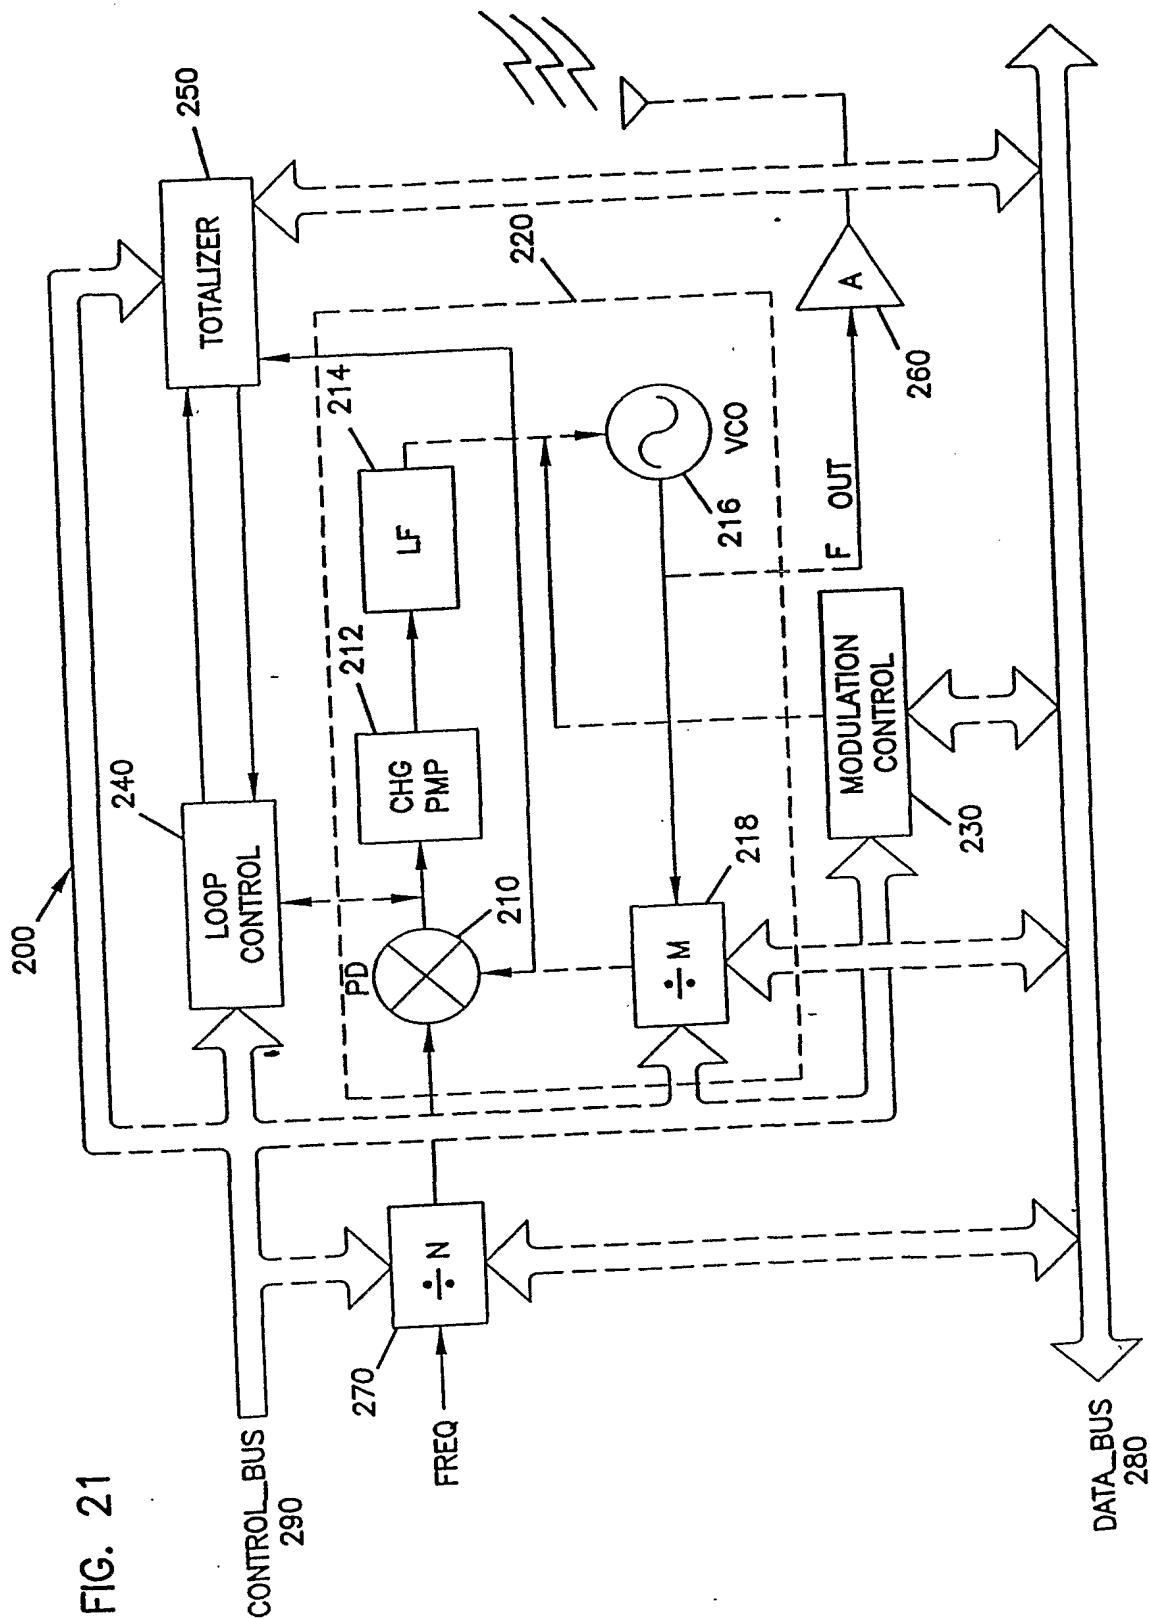 FIG. 21
200
CONTROL_BUS
290
240
LOOP
CONTROL
TOTALIZER
250
220
PD
210
212
CHG
PMP
214
LF
FREQ
270
÷N
218
÷M
216
VCO
F OUT
A
260
MODULATION
CONTROL
230
DATA_BUS
280